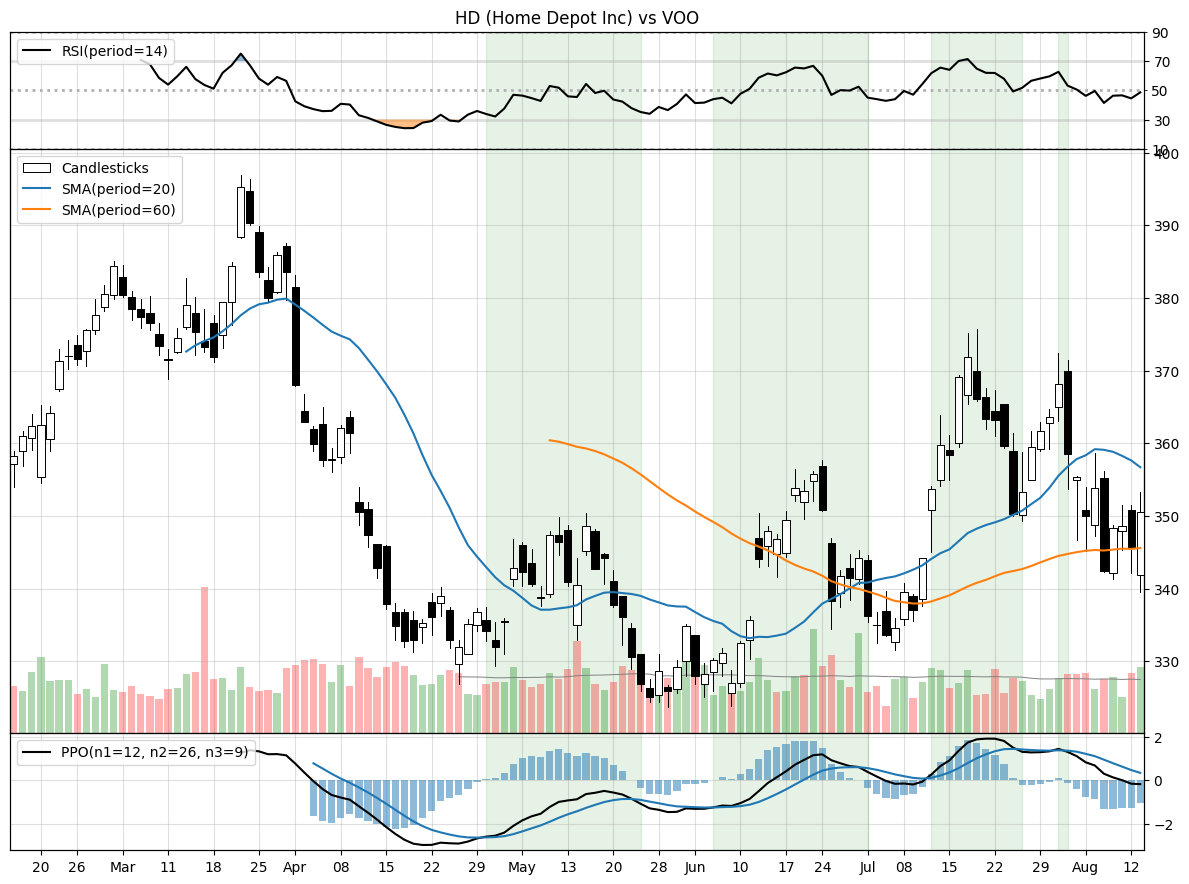 HD (Home Depot Inc) vs VOO
RSI(period=14)
90
70
50
30
10
Candlesticks
SMA(period=20)
SMA(period=60)
400
390
380
370
360
350
340
330
PPO(n1=12, n2=26, n3=9)
2
0
−2
20 26 Mar 11 18 25 Apr 08 15 22 29 May 13 20 28 Jun 10 17 24 Jul 08 15 22 29 Aug 12